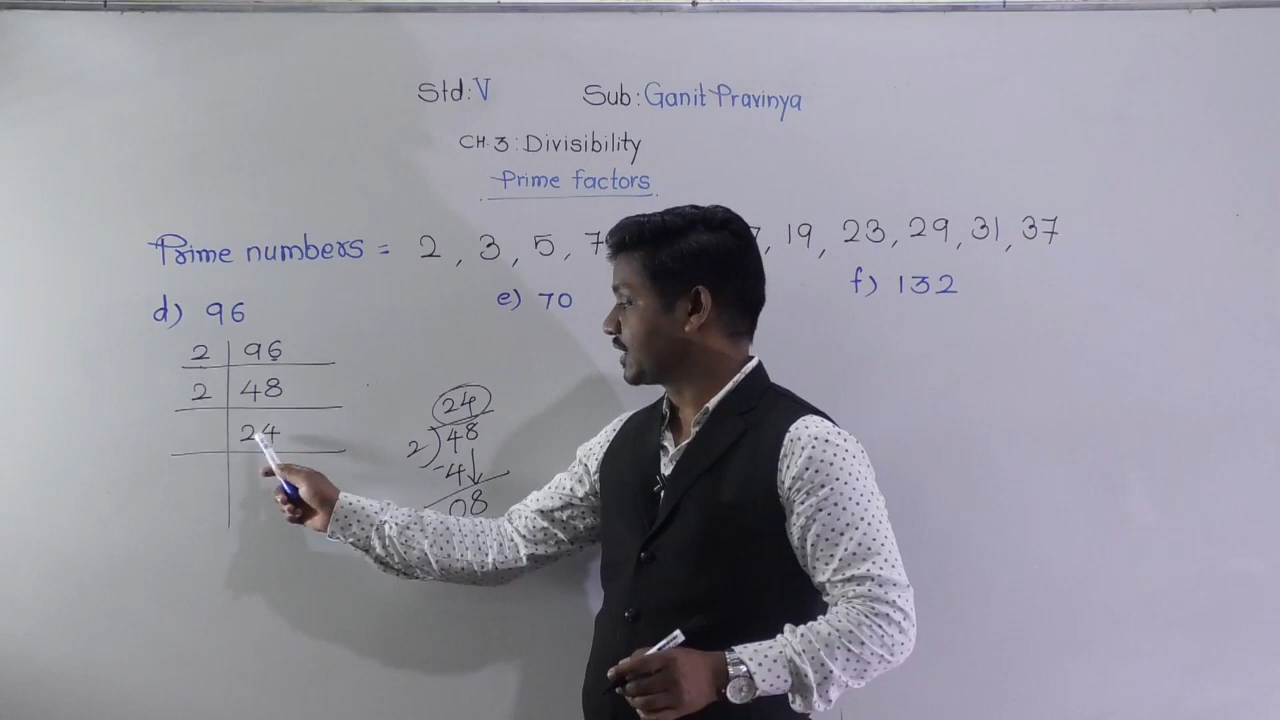 Std: V Sub: Ganit Pravinya
CH. 3: Divisibility
Prime factors
Prime numbers = 2, 3, 5, 19, 23, 29, 31, 37
d) 96 e) 70 f) 132
2 | 96
2 | 48
24
24
2) 48
-4
08